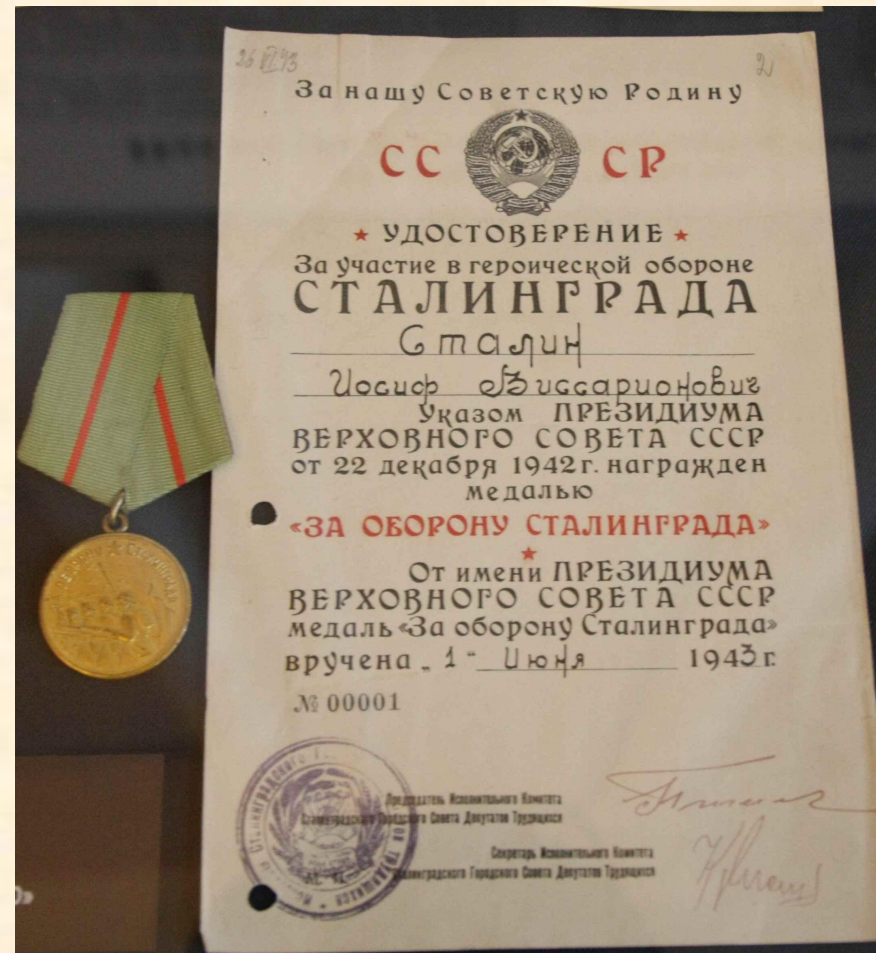 26 VI 43
2
За нашу Советскую Родину
СС СР
★ УДОСТОВЕРЕНИЕ ★
За участие в героической обороне
СТАЛИНГРАДА
Сталин
Иосиф Виссарионович
Указом ПРЕЗИДИУМА
ВЕРХОВНОГО СОВЕТА СССР
от 22 декабря 1942 г. награжден
медалью
«ЗА ОБОРОНУ СТАЛИНГРАДА»
От имени ПРЕЗИДИУМА
ВЕРХОВНОГО СОВЕТА СССР
медаль «За оборону Сталинграда»
вручена „1" Июня 1943 г.
№ 00001
Председатель Исполнительного Комитета
Сталинградского Городского Совета Депутатов Трудящихся
Секретарь Исполнительного Комитета
Сталинградского Городского Совета Депутатов Трудящихся
ЗА ОБОРОНУ СТАЛИНГРАДА